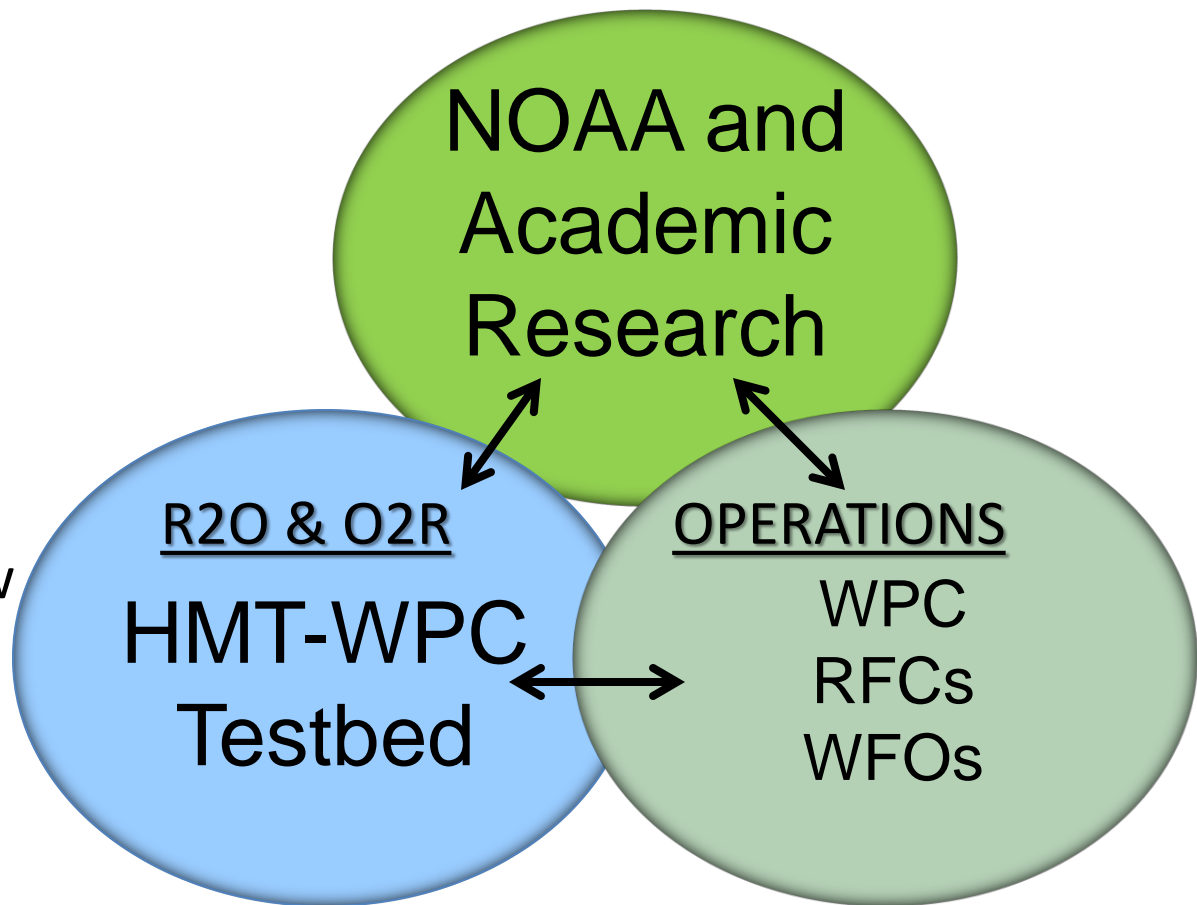 NOAA and
Academic
Research
R2O & O2R
HMT-WPC
Testbed
OPERATIONS
WPC
RFCs
WFOs